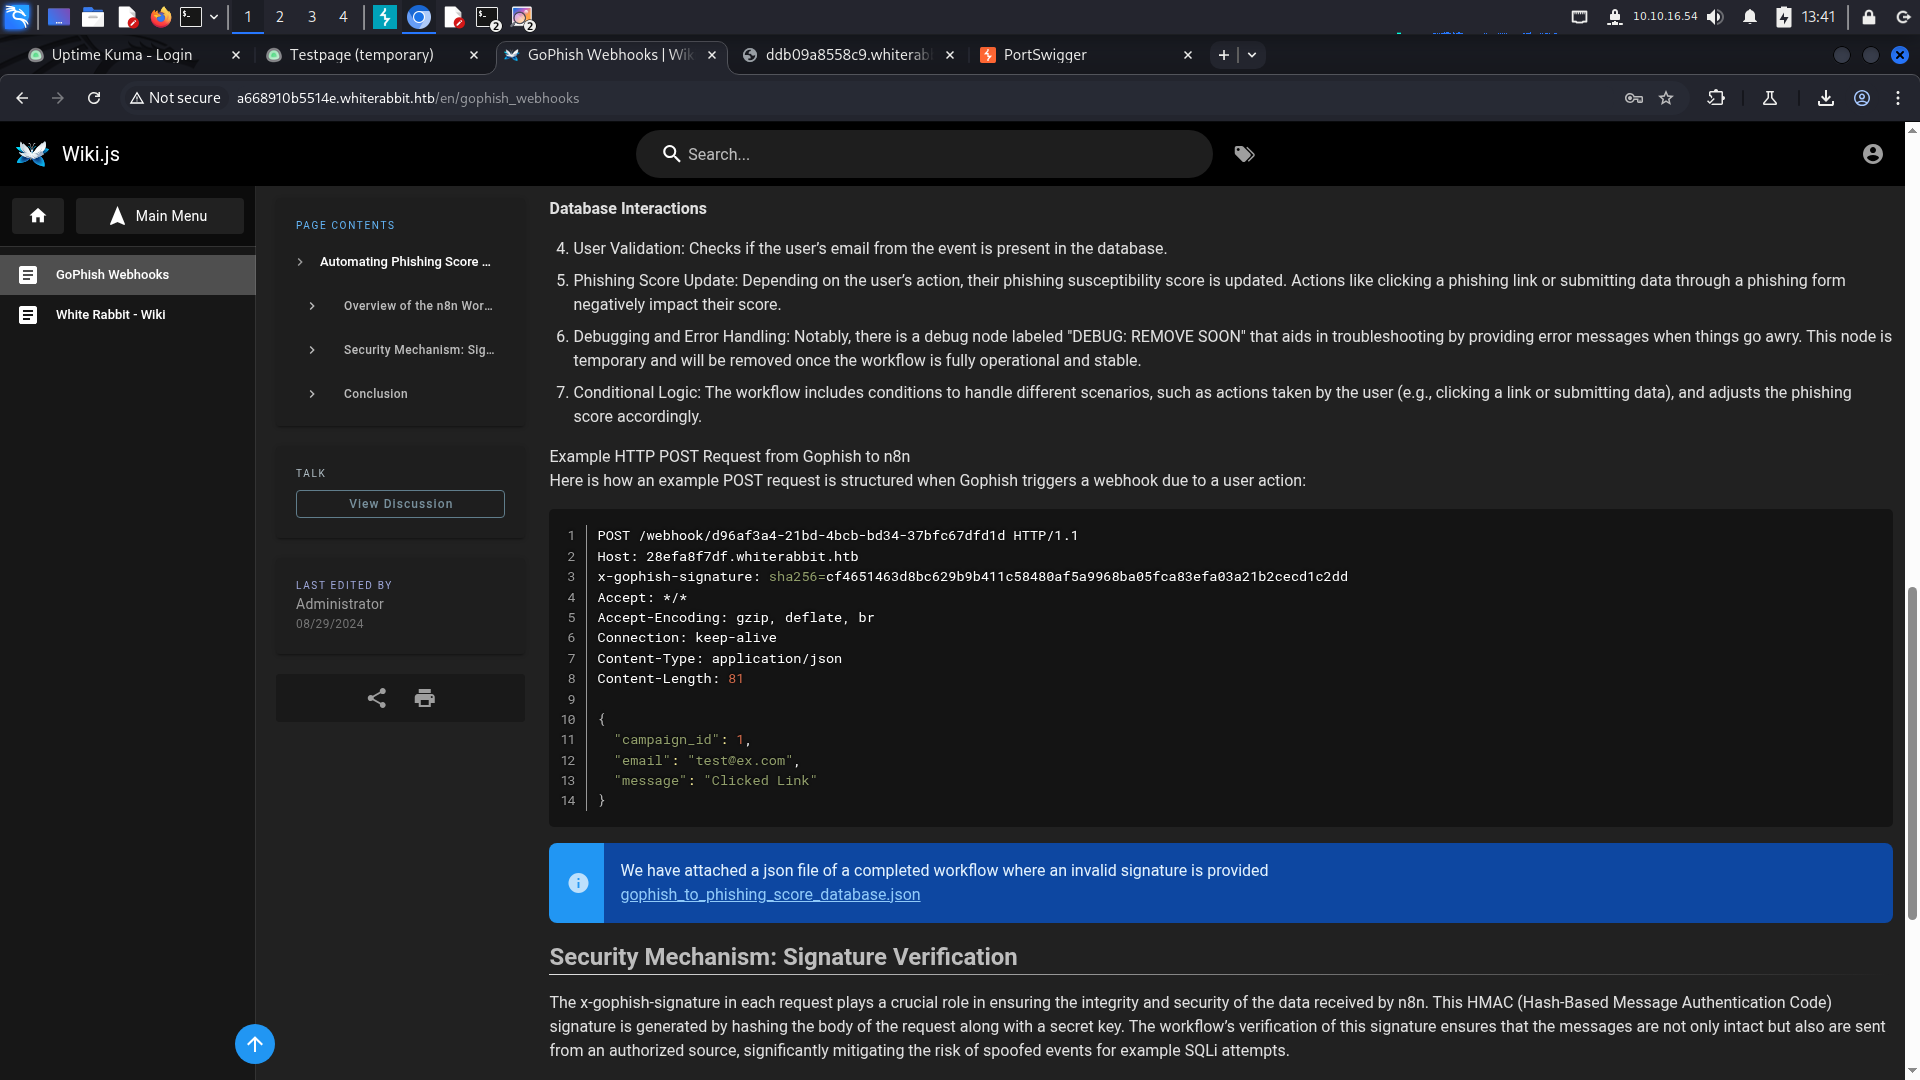 1
2
3
4
2
2
10.10.16.54
13:41
Uptime Kuma - Login
Testpage (temporary)
GoPhish Webhooks | Wik
ddb09a8558c9.whiterabl
PortSwigger
Not secure
a668910b5514e.whiterabbit.htb/en/gophish_webhooks
Wiki.js
Search...
Main Menu
GoPhish Webhooks
White Rabbit - Wiki
PAGE CONTENTS
Automating Phishing Score ...
Overview of the n8n Wor...
Security Mechanism: Sig...
Conclusion
TALK
View Discussion
LAST EDITED BY
Administrator
08/29/2024
Database Interactions
4. User Validation: Checks if the user’s email from the event is present in the database.
5. Phishing Score Update: Depending on the user’s action, their phishing susceptibility score is updated. Actions like clicking a phishing link or submitting data through a phishing form
negatively impact their score.
6. Debugging and Error Handling: Notably, there is a debug node labeled "DEBUG: REMOVE SOON" that aids in troubleshooting by providing error messages when things go awry. This node is
temporary and will be removed once the workflow is fully operational and stable.
7. Conditional Logic: The workflow includes conditions to handle different scenarios, such as actions taken by the user (e.g., clicking a link or submitting data), and adjusts the phishing
score accordingly.
Example HTTP POST Request from Gophish to n8n
Here is how an example POST request is structured when Gophish triggers a webhook due to a user action:
1 POST /webhook/d96af3a4-21bd-4bcb-bd34-37bfc67dfd1d HTTP/1.1
2 Host: 28efa8f7df.whiterabbit.htb
3 x-gophish-signature: sha256=cf4651463d8bc629b9b411c58480af5a9968ba05fca83efa03a21b2cecd1c2dd
4 Accept: */*
5 Accept-Encoding: gzip, deflate, br
6 Connection: keep-alive
7 Content-Type: application/json
8 Content-Length: 81
9
10 {
11 "campaign_id": 1,
12 "email": "test@ex.com",
13 "message": "Clicked Link"
14 }
We have attached a json file of a completed workflow where an invalid signature is provided
gophish_to_phishing_score_database.json
Security Mechanism: Signature Verification
The x-gophish-signature in each request plays a crucial role in ensuring the integrity and security of the data received by n8n. This HMAC (Hash-Based Message Authentication Code)
signature is generated by hashing the body of the request along with a secret key. The workflow’s verification of this signature ensures that the messages are not only intact but also are sent
from an authorized source, significantly mitigating the risk of spoofed events for example SQLi attempts.